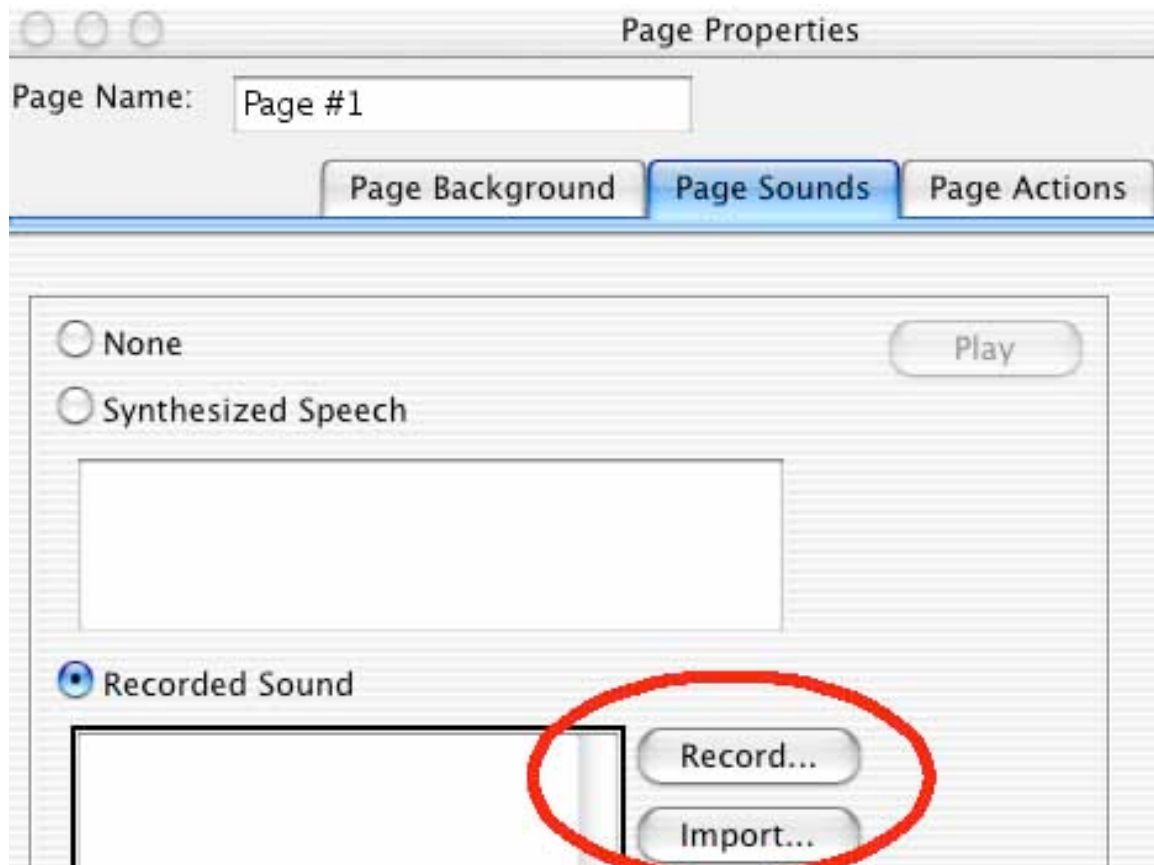 Page Properties
Page Name: Page #1
Page Background Page Sounds Page Actions
None Play
Synthesized Speech
Recorded Sound
Record...
Import...